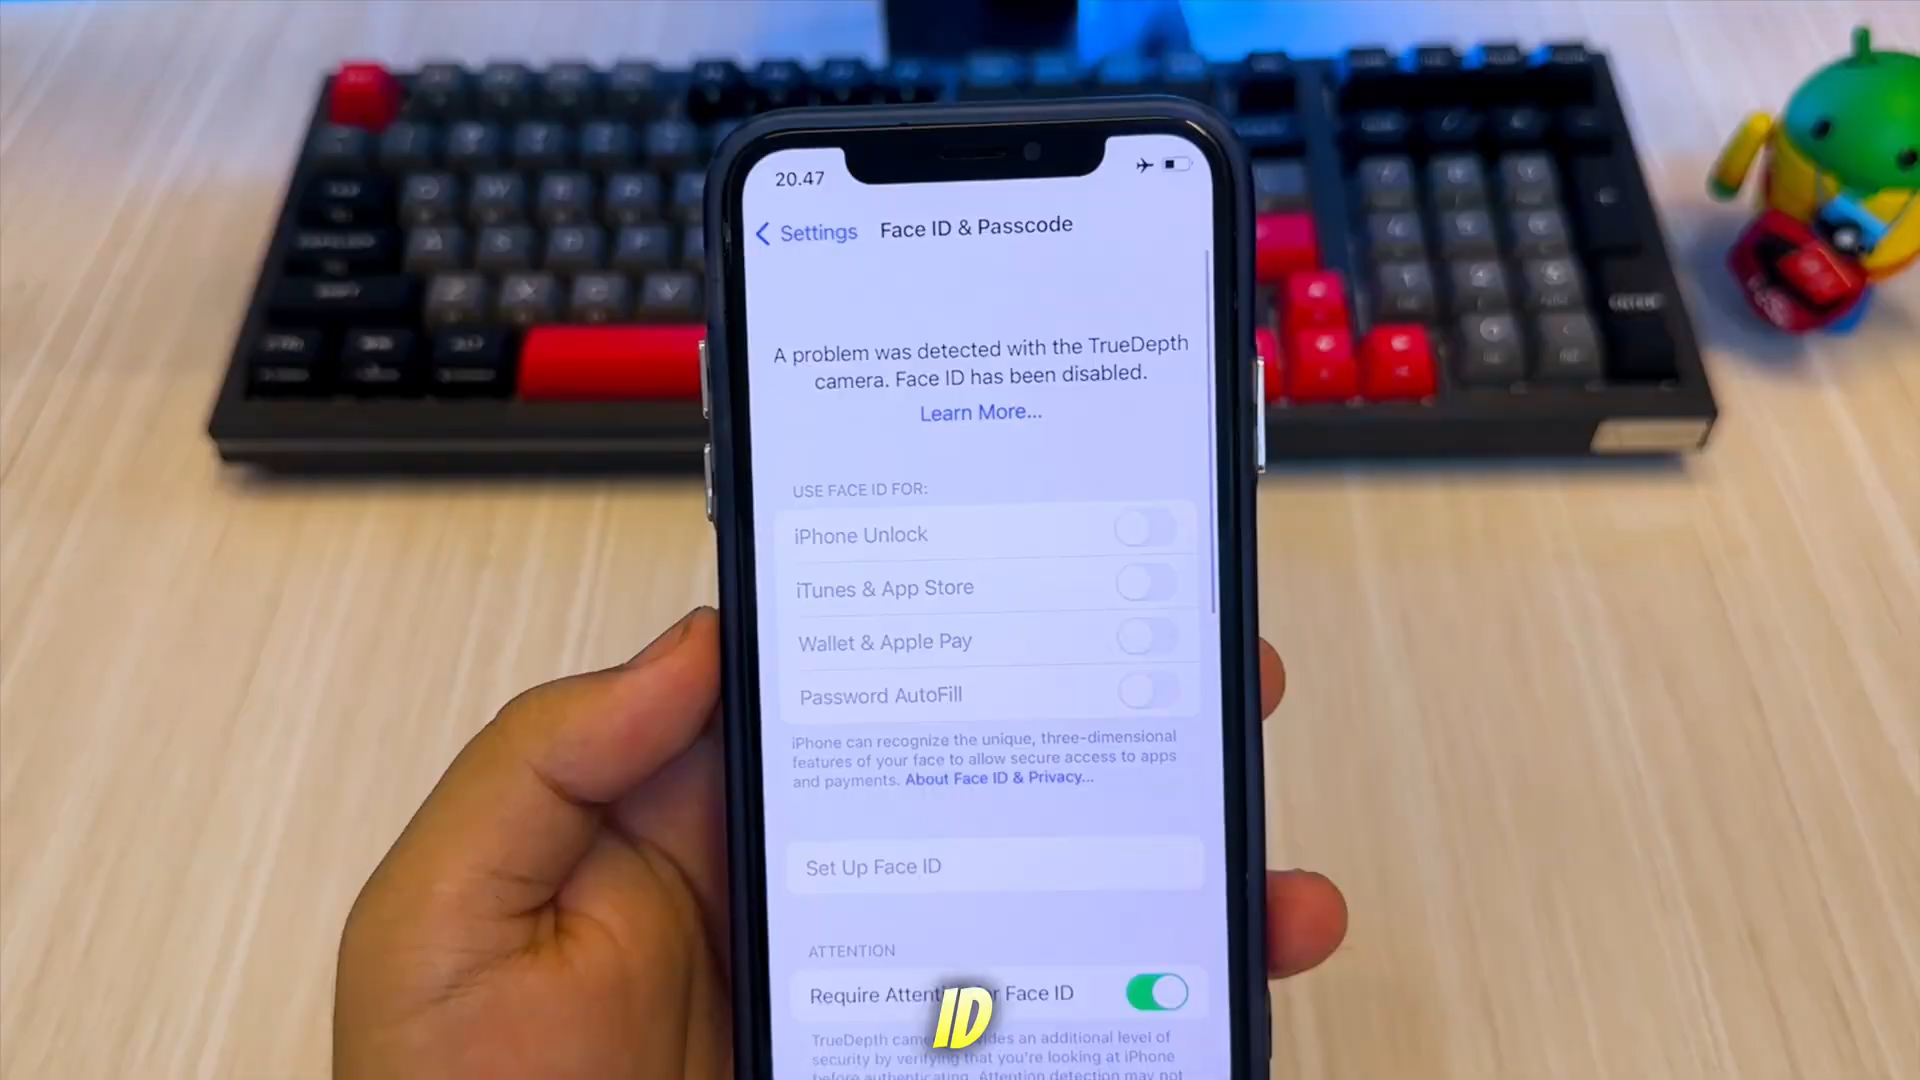 20.47
Settings
Face ID & Passcode
A problem was detected with the TrueDepth
camera. Face ID has been disabled.
Learn More...
USE FACE ID FOR:
iPhone Unlock
iTunes & App Store
Wallet & Apple Pay
Password AutoFill
iPhone can recognize the unique, three-dimensional
features of your face to allow secure access to apps
and payments. About Face ID & Privacy...
Set Up Face ID
ATTENTION
Require Face ID
ID
TrueDepth an additional level of
security by verifying that you're looking at iPhone
before authenticating. Attention detection may not